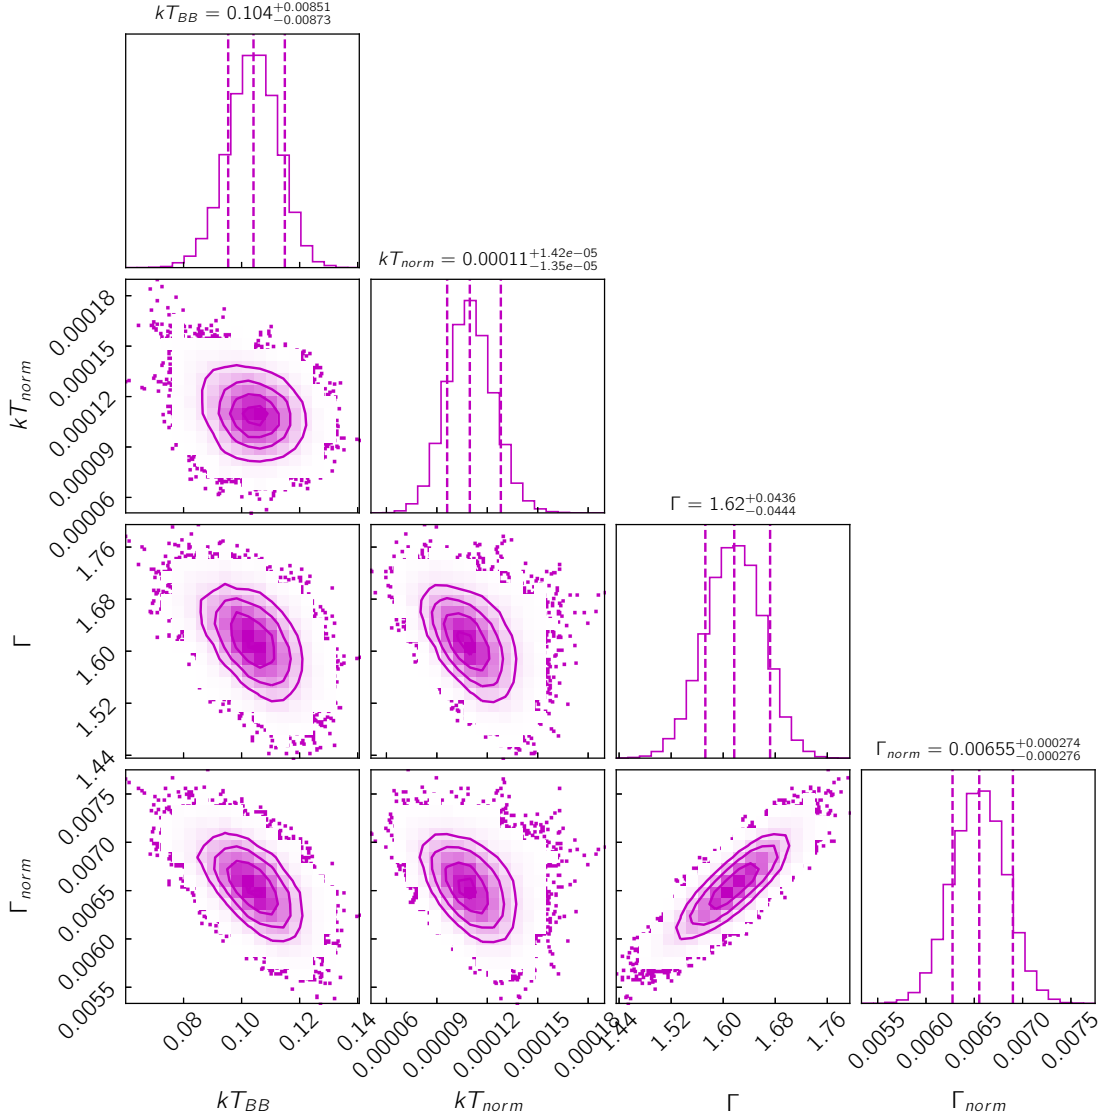 kT_BB = 0.104^{+0.00851}_{-0.00873}
kT_norm = 0.00011^{+1.42e-05}_{-1.35e-05}
0.00018
0.00015
0.00012
0.00009
0.00006
kT_norm
Γ = 1.62^{+0.0436}_{-0.0444}
1.76
1.68
1.60
1.52
1.44
Γ
Γ_norm = 0.00655^{+0.000274}_{-0.000276}
0.0075
0.0070
0.0065
0.0060
0.0055
Γ_norm
0.08 0.10 0.12 0.14
0.00006 0.00009 0.00012 0.00015 0.00018
1.44 1.52 1.60 1.68 1.76
0.0055 0.0060 0.0065 0.0070 0.0075
kT_BB kT_norm Γ Γ_norm